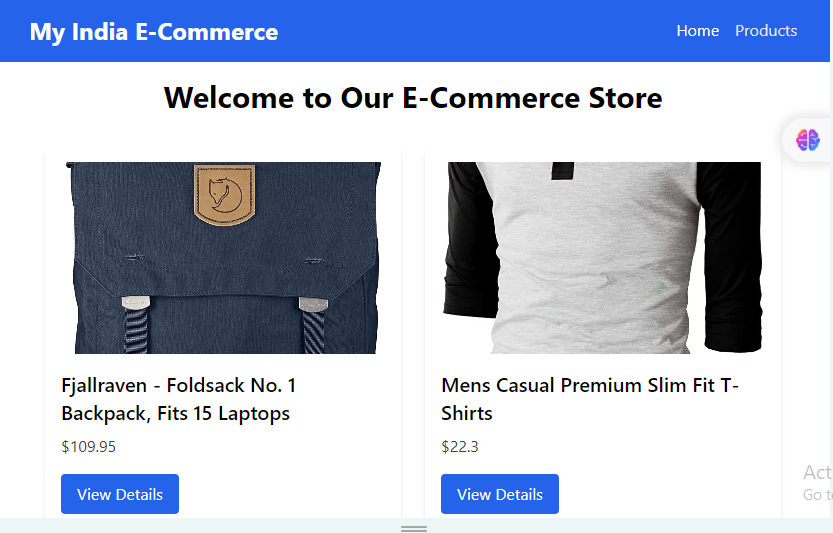 My India E-Commerce
Home
Products
Welcome to Our E-Commerce Store
Fjallraven - Foldsack No. 1
Backpack, Fits 15 Laptops
$109.95
View Details
Mens Casual Premium Slim Fit T-
Shirts
$22.3
View Details
Act
Go t